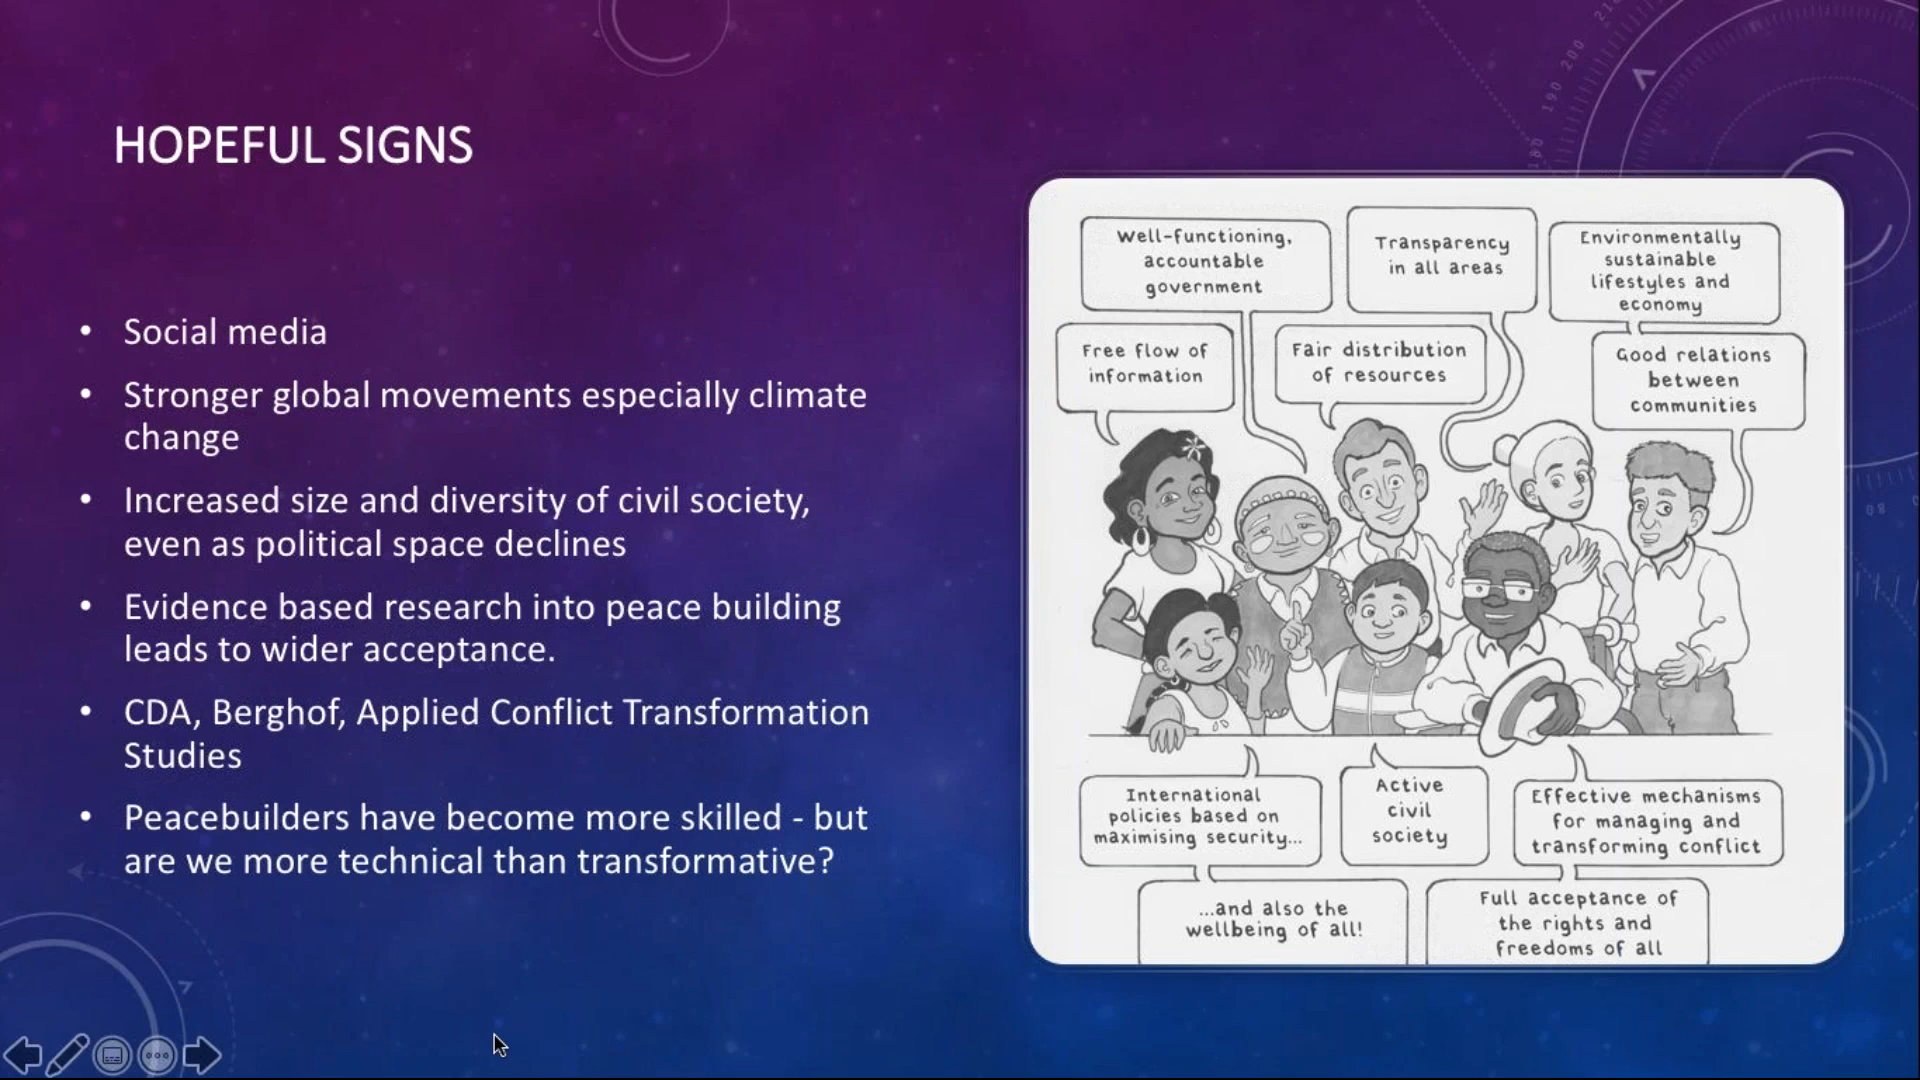 HOPEFUL SIGNS
• Social media
• Stronger global movements especially climate
change
• Increased size and diversity of civil society,
even as political space declines
• Evidence based research into peace building
leads to wider acceptance.
• CDA, Berghof, Applied Conflict Transformation
Studies
• Peacebuilders have become more skilled - but
are we more technical than transformative?
Well-functioning,
accountable
government
Transparency
in all areas
Environmentally
sustainable
lifestyles and
economy
Free flow of
information
Fair distribution
of resources
Good relations
between
communities
International
policies based on
maximising security...
Active
civil
society
Effective mechanisms
for managing and
transforming conflict
...and also the
wellbeing of all!
Full acceptance of
the rights and
freedoms of all
180
190
200
80